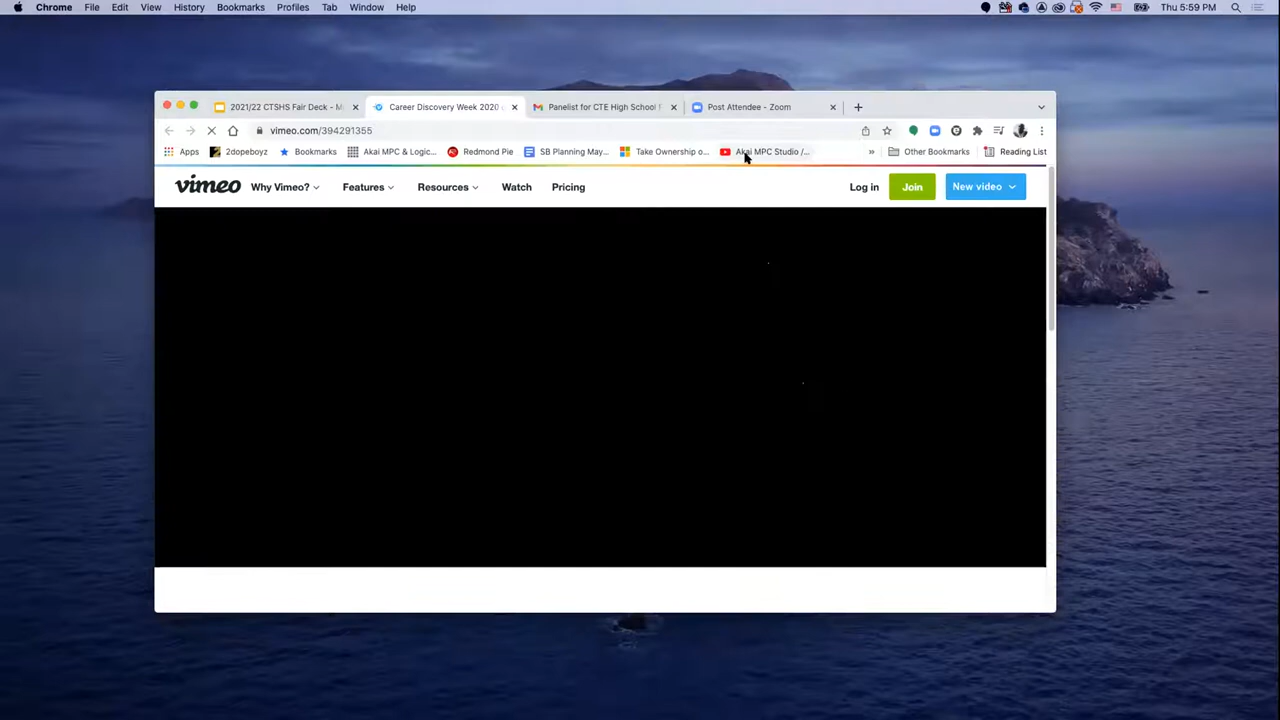 Chrome File Edit View History Bookmarks Profiles Tab Window Help Thu 5:59 PM
2021/22 CTSHS Fair Deck - M Career Discovery Week 2020 Panelist for CTE High School F Post Attendee - Zoom
vimeo.com/394291355
Apps 2dopeboyz Bookmarks Akai MPC & Logic... Redmond Pie SB Planning May... Take Ownership o... Akai MPC Studio /... » Other Bookmarks Reading List
vimeo Why Vimeo? Features Resources Watch Pricing Log in Join New video